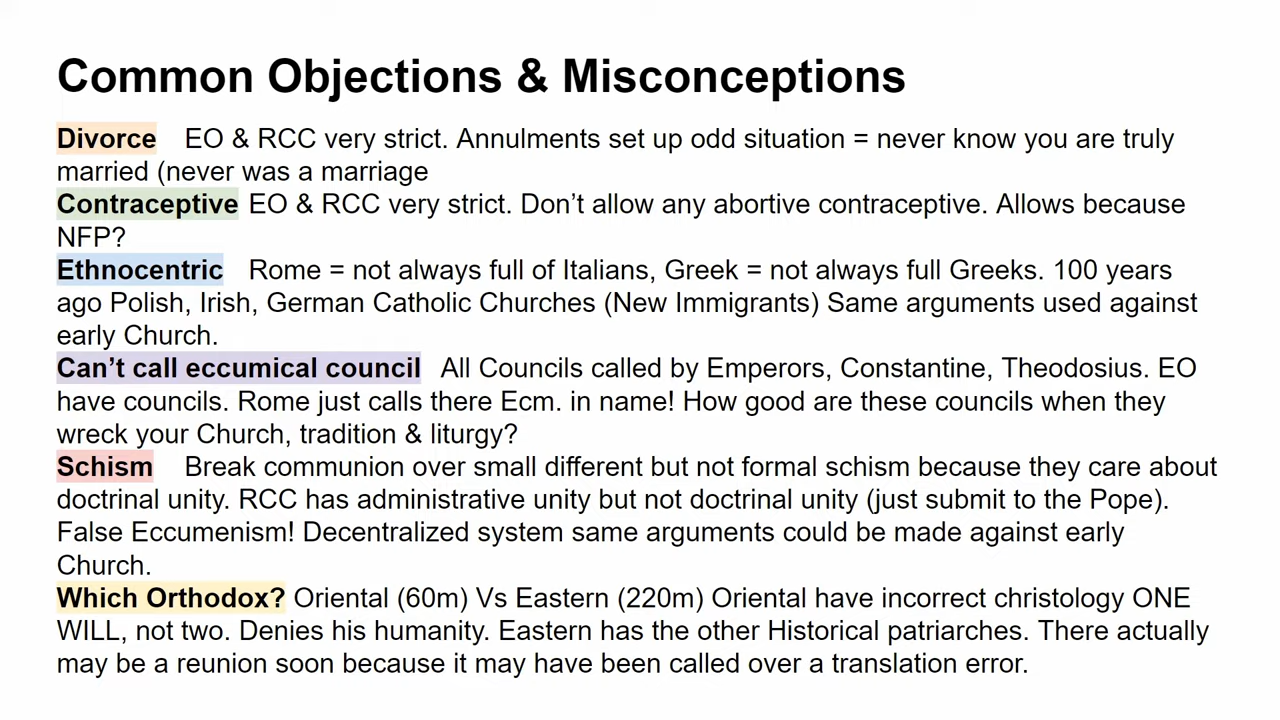 Common Objections & Misconceptions
Divorce EO & RCC very strict. Annulments set up odd situation = never know you are truly
married (never was a marriage
Contraceptive EO & RCC very strict. Don’t allow any abortive contraceptive. Allows because
NFP?
Ethnocentric Rome = not always full of Italians, Greek = not always full Greeks. 100 years
ago Polish, Irish, German Catholic Churches (New Immigrants) Same arguments used against
early Church.
Can’t call eccumical council All Councils called by Emperors, Constantine, Theodosius. EO
have councils. Rome just calls there Ecm. in name! How good are these councils when they
wreck your Church, tradition & liturgy?
Schism Break communion over small different but not formal schism because they care about
doctrinal unity. RCC has administrative unity but not doctrinal unity (just submit to the Pope).
False Eccumenism! Decentralized system same arguments could be made against early
Church.
Which Orthodox? Oriental (60m) Vs Eastern (220m) Oriental have incorrect christology ONE
WILL, not two. Denies his humanity. Eastern has the other Historical patriarches. There actually
may be a reunion soon because it may have been called over a translation error.